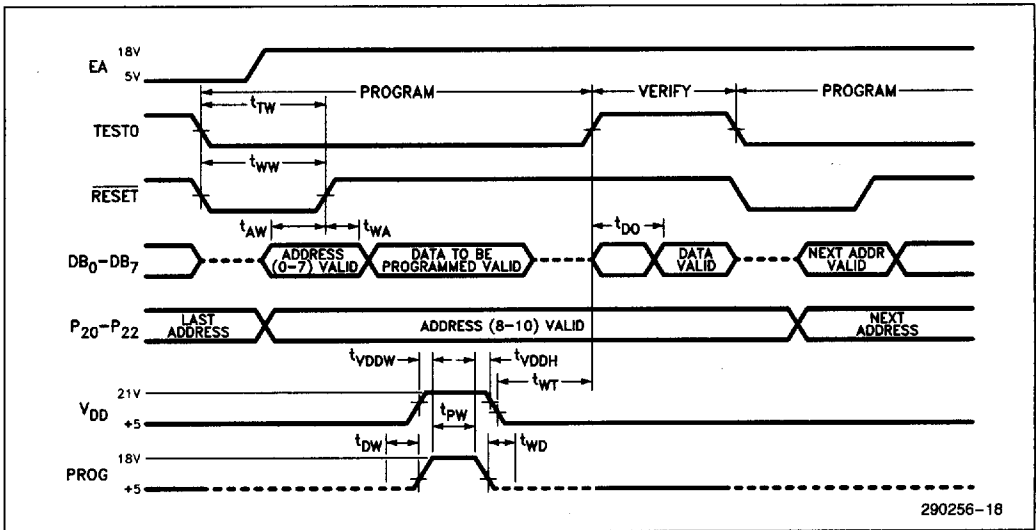 EA 18V
5V
PROGRAM VERIFY PROGRAM
tTW
TEST0
tWW
RESET
tAW tWA tDO
DB0–DB7 ADDRESS (0–7) VALID DATA TO BE PROGRAMMED VALID DATA VALID NEXT ADDR VALID
P20–P22 LAST ADDRESS ADDRESS (8–10) VALID NEXT ADDRESS
tVDDW tVDDH
tWT
VDD 21V
+5
tPW
tDW tWD
PROG 18V
+5
290256–18